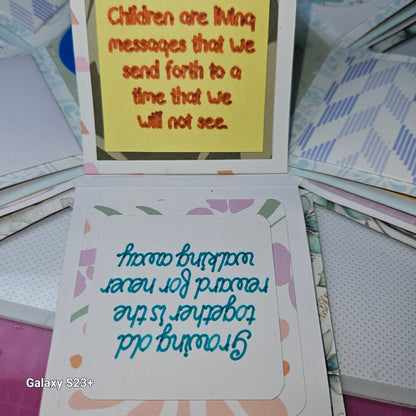 Children are living
messages that we
send forth to a
time that we
will not see.
Growing old
together is the
reward for never
walking away
Galaxy S23+